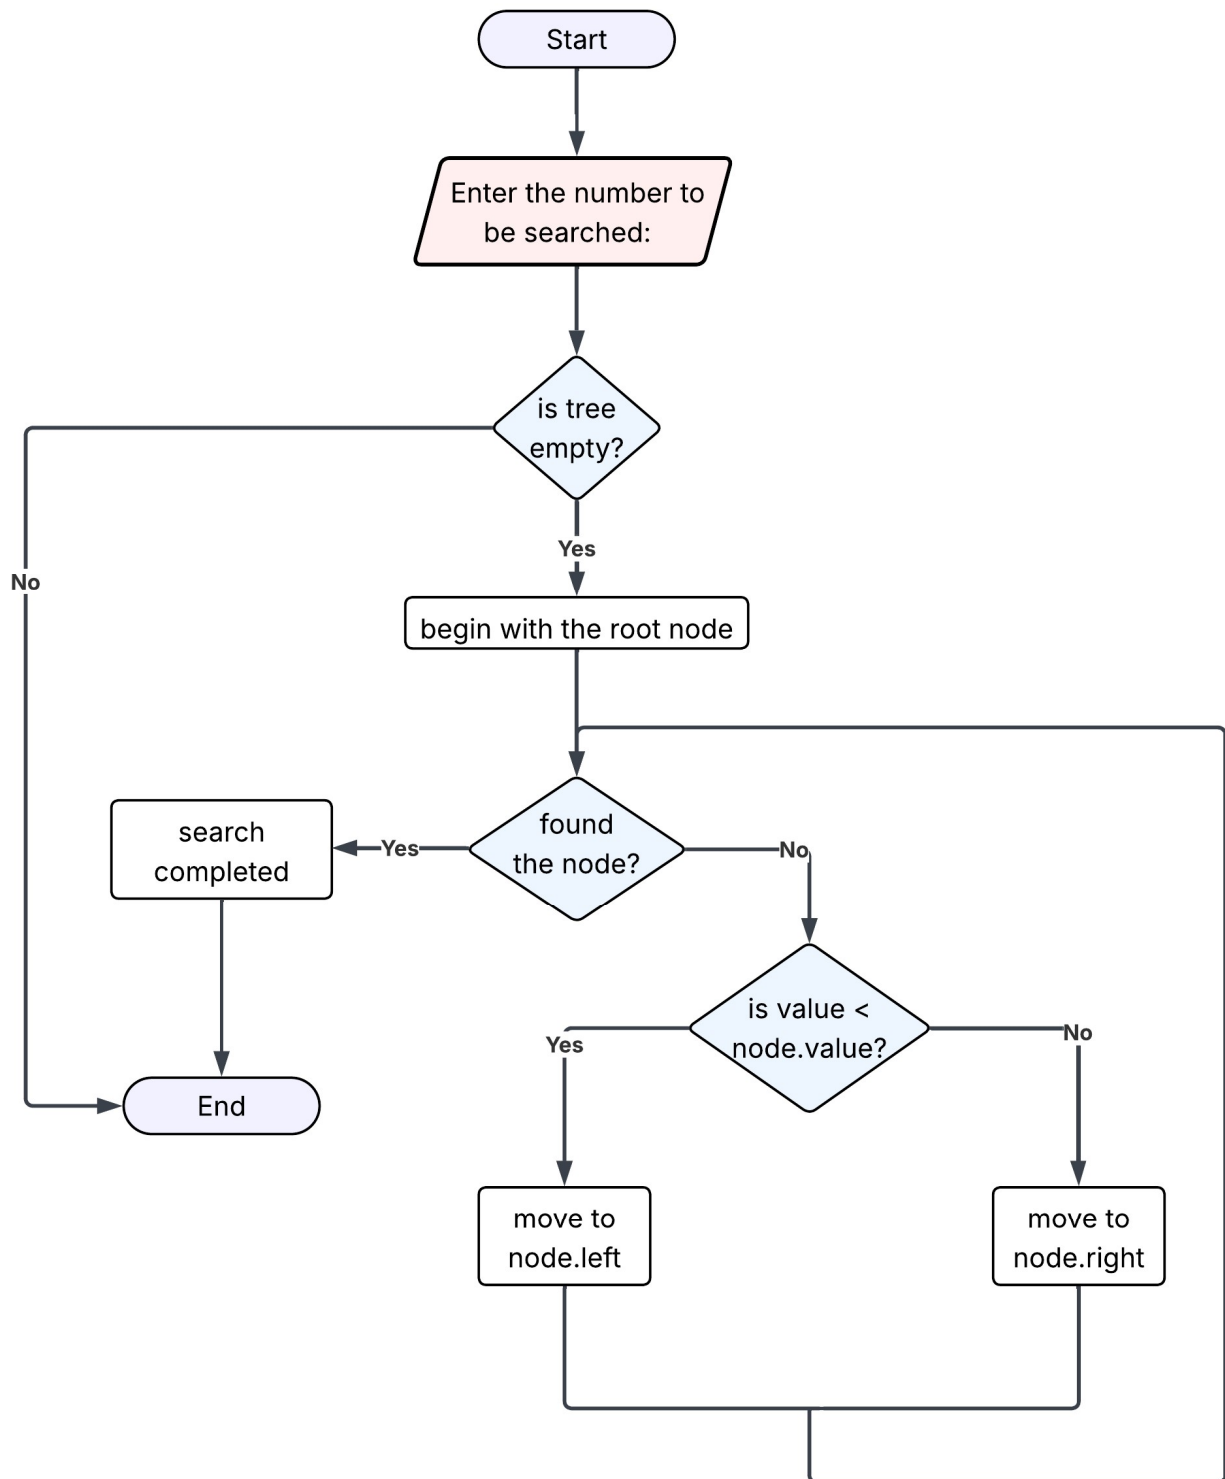 Start
Enter the number to
be searched:
is tree
empty?
Yes
No
begin with the root node
found
the node?
Yes
No
search
completed
is value <
node.value?
Yes
No
End
move to
node.left
move to
node.right